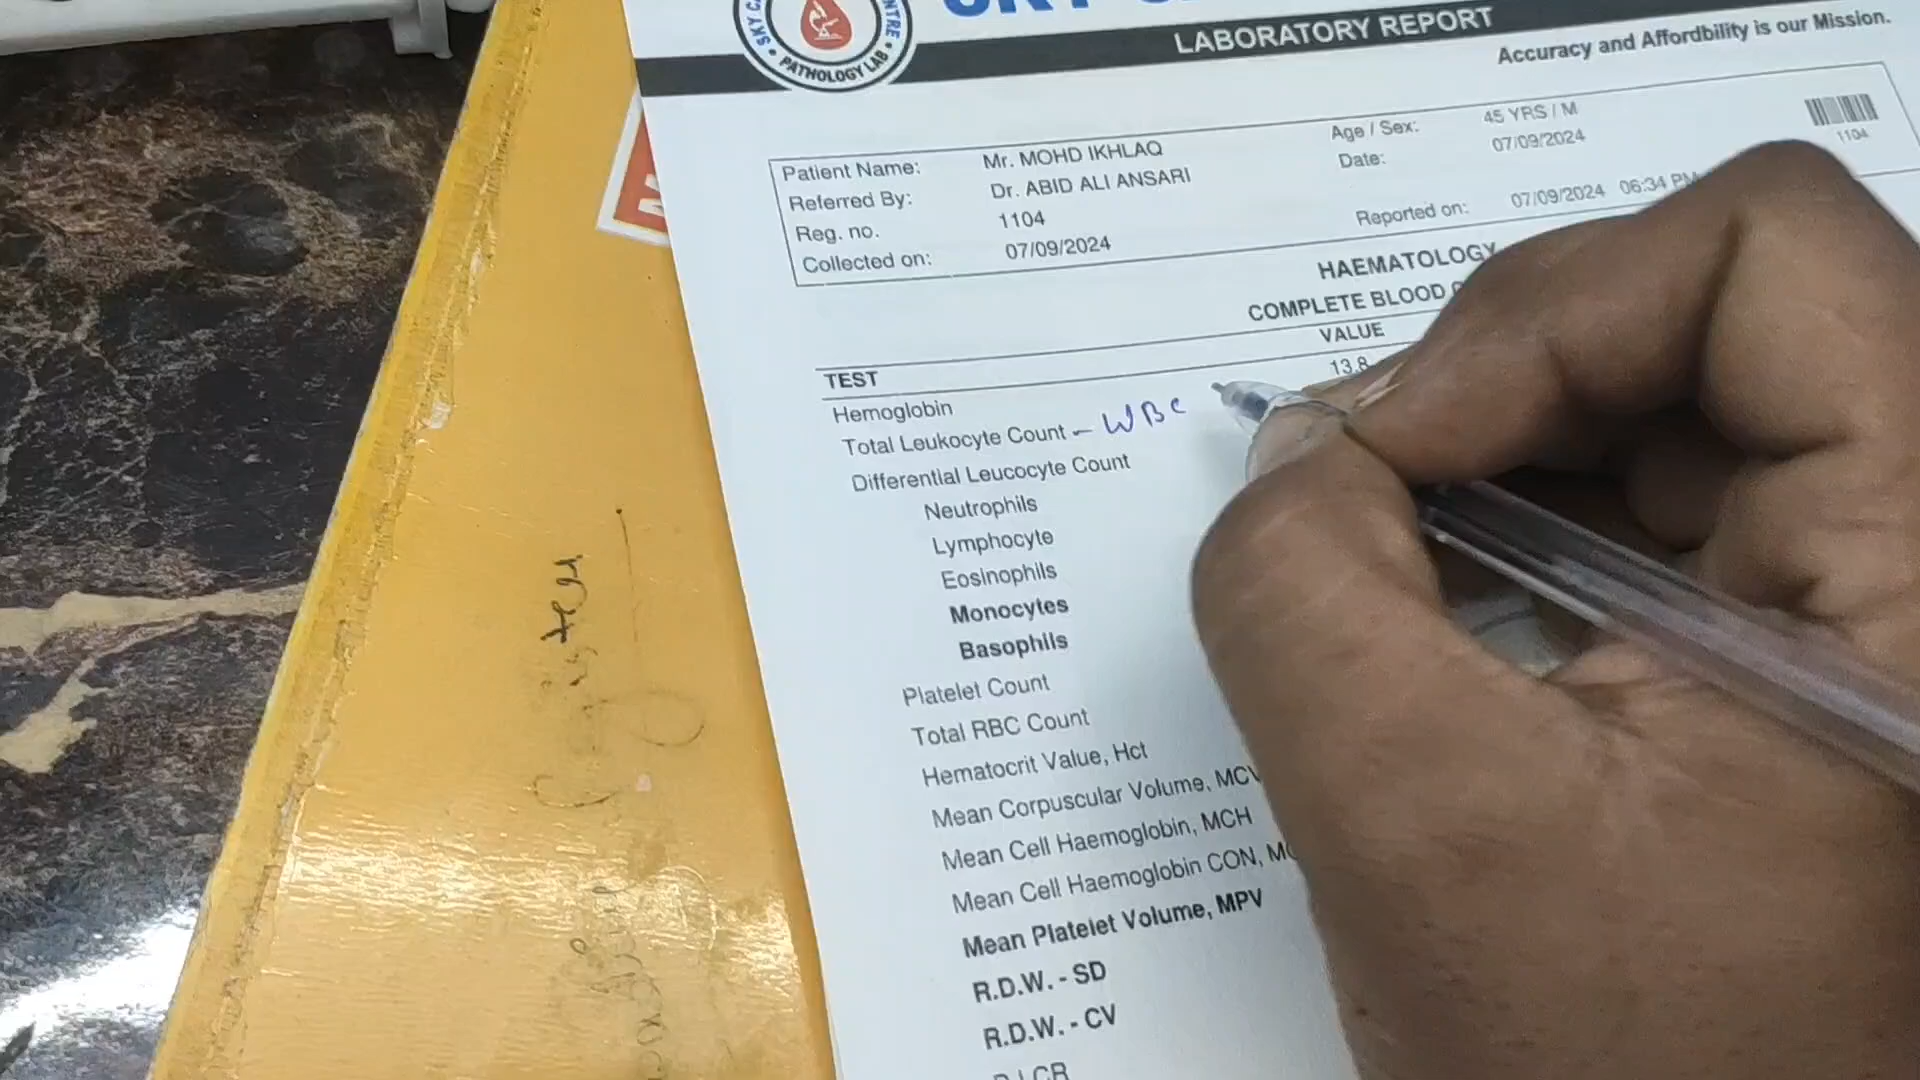 PATHOLOGY LAB
LABORATORY REPORT
Accuracy and Affordbility is our Mission.
Patient Name: Mr. MOHD IKHLAQ Age / Sex: 45 YRS / M
Referred By: Dr. ABID ALI ANSARI Date: 07/09/2024
Reg. no. 1104
Collected on: 07/09/2024 Reported on: 07/09/2024 06:34 PM
1104
HAEMATOLOGY
COMPLETE BLOOD
TEST VALUE
Hemoglobin 13.8
Total Leukocyte Count - WBC
Differential Leucocyte Count
Neutrophils
Lymphocyte
Eosinophils
Monocytes
Basophils
Platelet Count
Total RBC Count
Hematocrit Value, Hct
Mean Corpuscular Volume, MCV
Mean Cell Haemoglobin, MCH
Mean Cell Haemoglobin CON,
Mean Platelet Volume, MPV
R.D.W. - SD
R.D.W. - CV